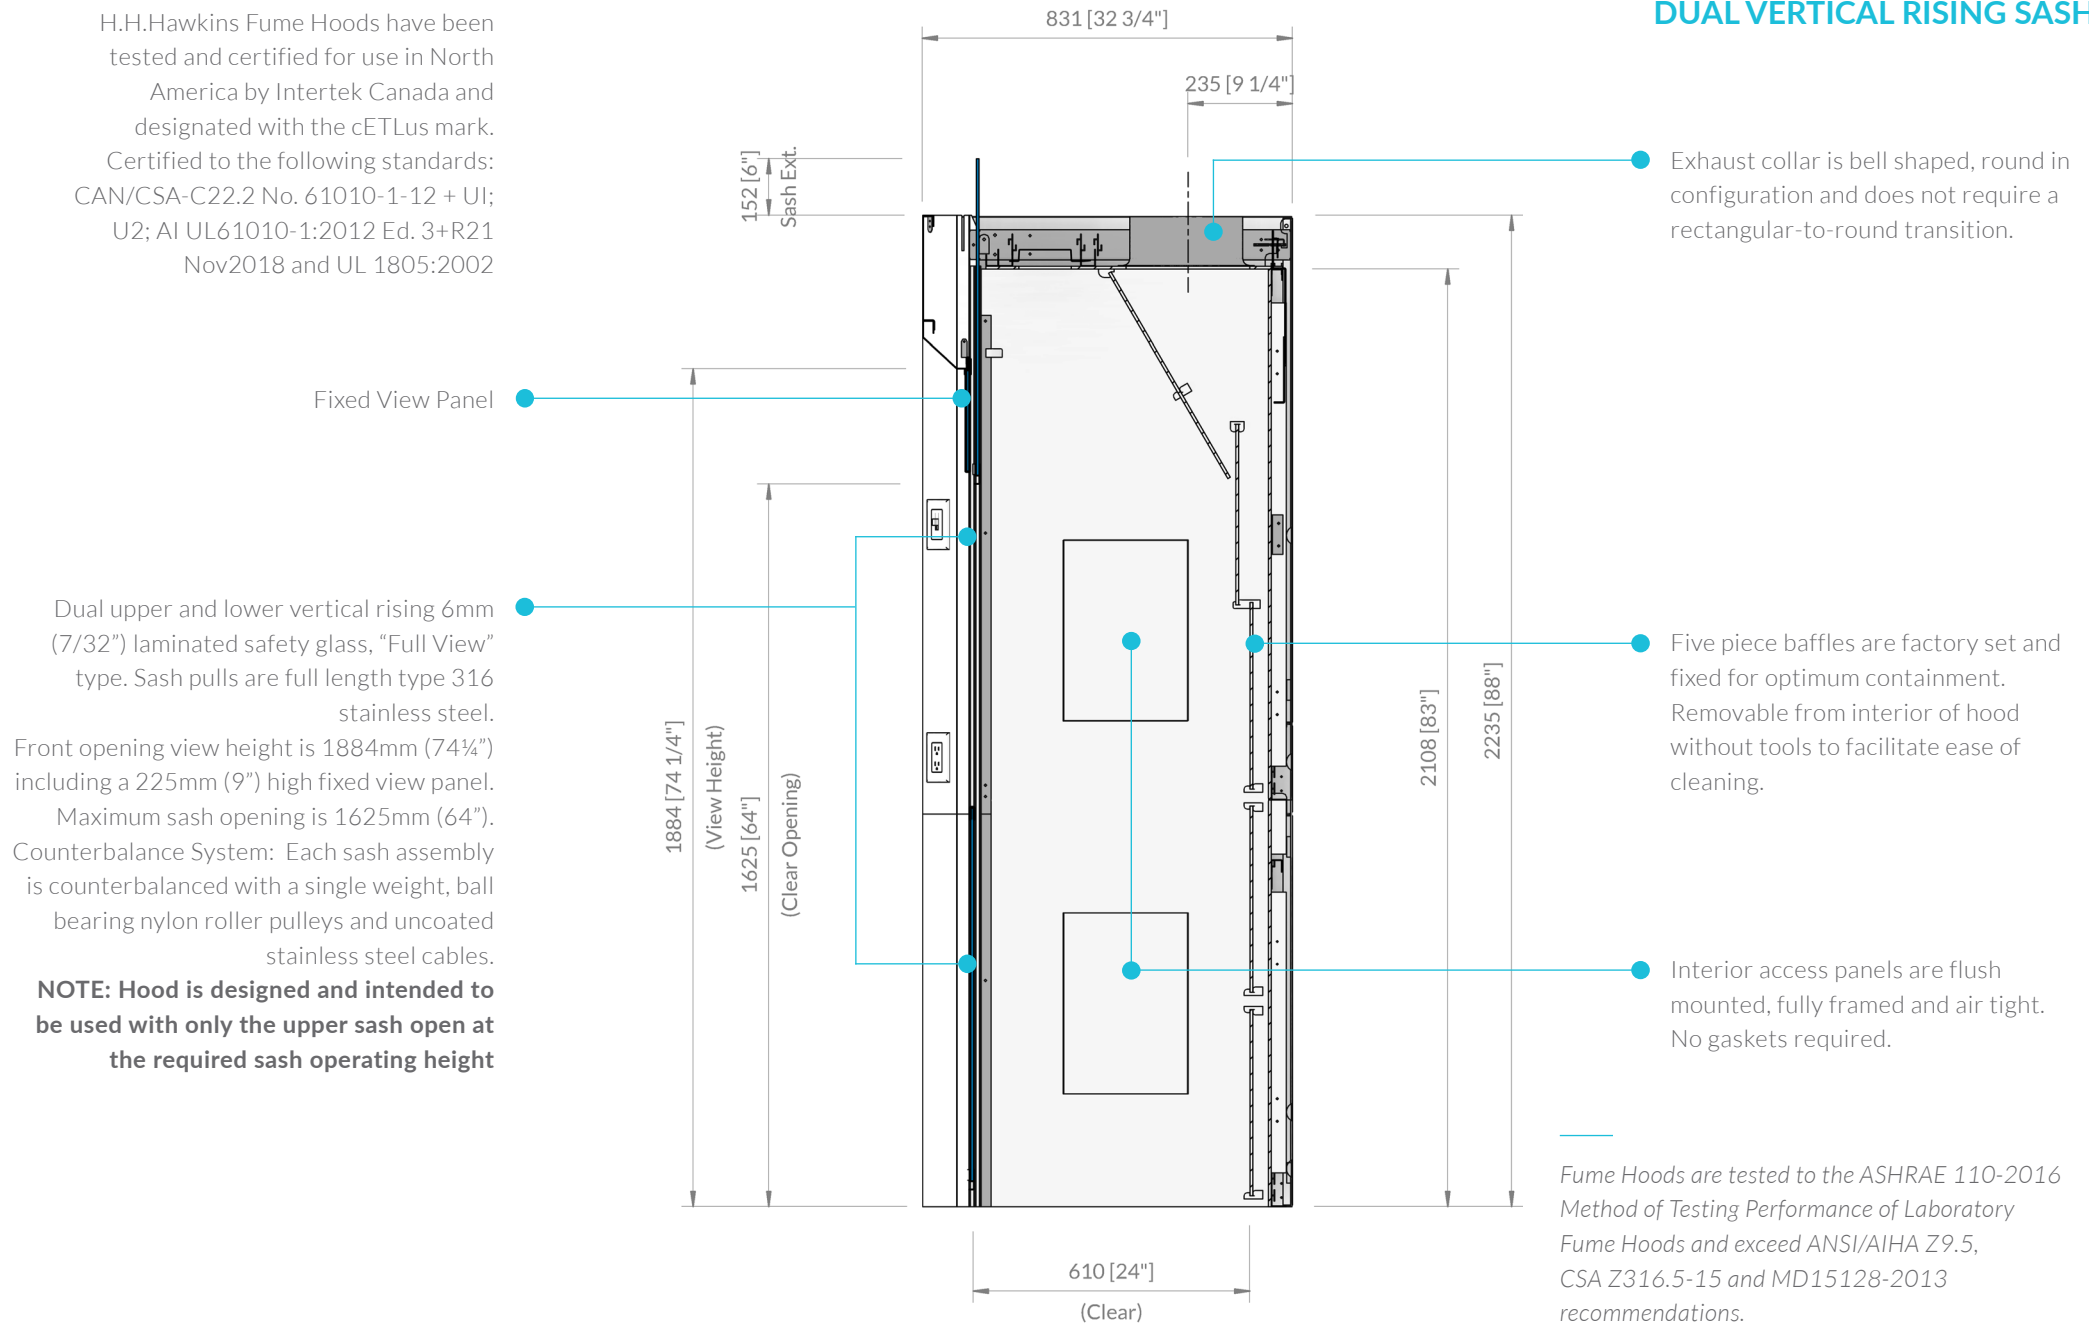 DUAL VERTICAL RISING SASH
H.H.Hawkins Fume Hoods have been
tested and certified for use in North
America by Intertek Canada and
designated with the cETLus mark.
Certified to the following standards:
CAN/CSA-C22.2 No. 61010-1-12 + UI;
U2; AI UL61010-1:2012 Ed. 3+R21
Nov2018 and UL 1805:2002
Fixed View Panel
Dual upper and lower vertical rising 6mm
(7/32”) laminated safety glass, “Full View”
type. Sash pulls are full length type 316
stainless steel.
Front opening view height is 1884mm (74¼”)
including a 225mm (9”) high fixed view panel.
Maximum sash opening is 1625mm (64”).
Counterbalance System: Each sash assembly
is counterbalanced with a single weight, ball
bearing nylon roller pulleys and uncoated
stainless steel cables.
NOTE: Hood is designed and intended to
be used with only the upper sash open at
the required sash operating height
831 [32 3/4"]
235 [9 1/4"]
152 [6"]
Sash Ext.
1884 [74 1/4"]
(View Height)
1625 [64"]
(Clear Opening)
2108 [83"]
2235 [88"]
610 [24"]
(Clear)
Exhaust collar is bell shaped, round in
configuration and does not require a
rectangular-to-round transition.
Five piece baffles are factory set and
fixed for optimum containment.
Removable from interior of hood
without tools to facilitate ease of
cleaning.
Interior access panels are flush
mounted, fully framed and air tight.
No gaskets required.
Fume Hoods are tested to the ASHRAE 110-2016
Method of Testing Performance of Laboratory
Fume Hoods and exceed ANSI/AIHA Z9.5,
CSA Z316.5-15 and MD15128-2013
recommendations.